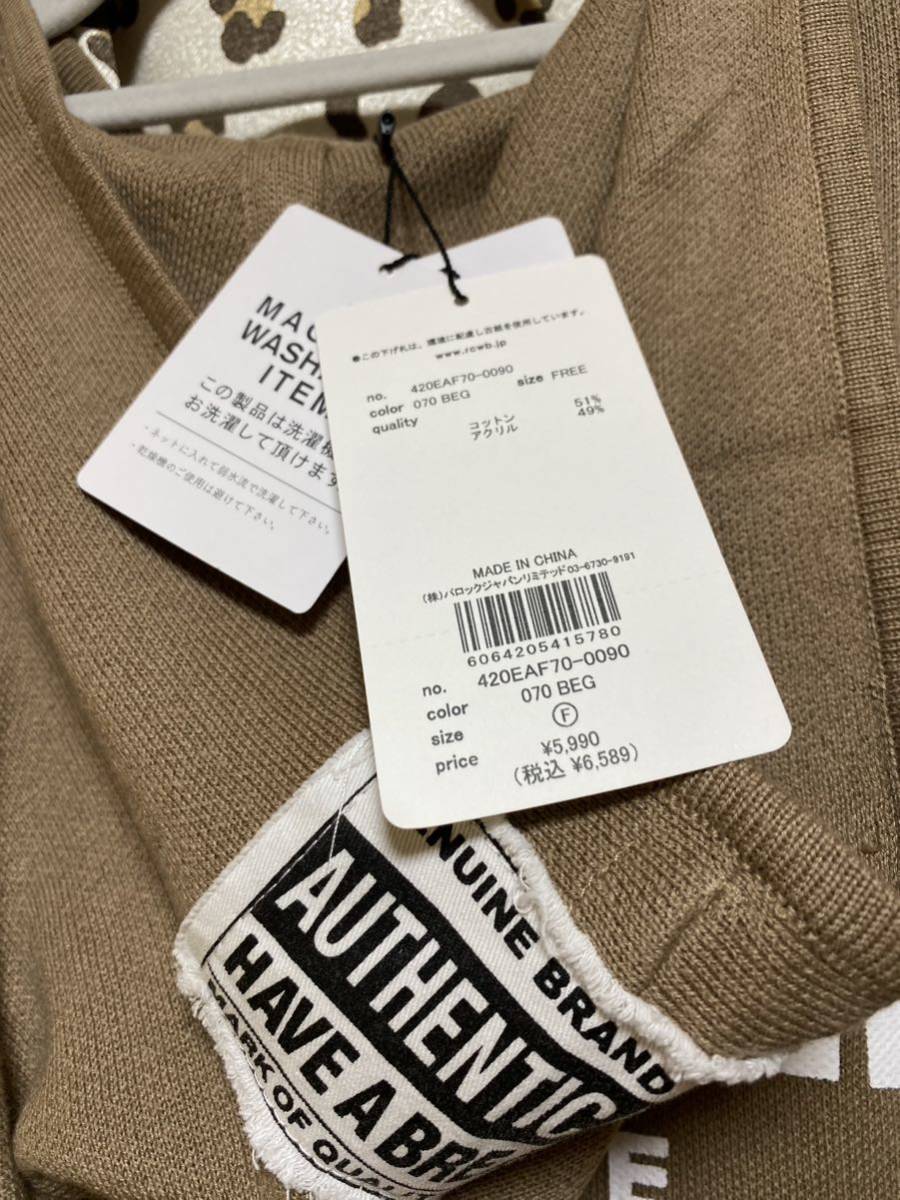 MAC
WASHA
ITEM
この製品は洗濯機
お洗濯して頂けます
・ネットに入れて弱水流で洗濯して下さい。
・乾燥機のご使用は避けて下さい。
●この下げ札は、環境に配慮し古紙を使用しています。
www.rcwb.jp
no. 420EAF70-0090 size FREE
color 070 BEG
quality コットン 51%
アクリル 49%
MADE IN CHINA
(株)バロックジャパンリミテッド03-6730-9191
6064205415780
no. 420EAF70-0090
color 070 BEG
size F
price ¥5,990
(税込 ¥6,589)
ENUINE BRAND
AUTHENTIC
HAVE A BRE
MARK OF QUALI
E